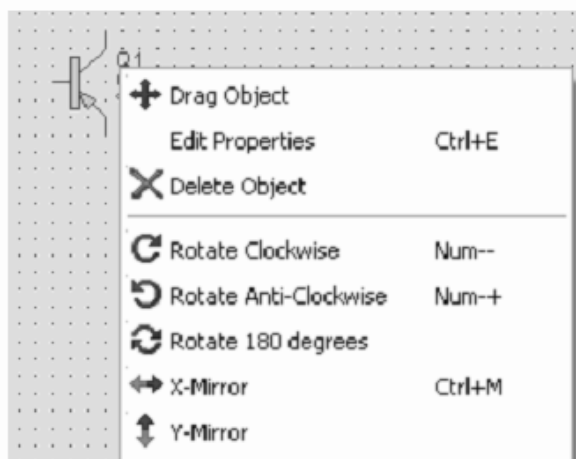 Q1
Drag Object
Edit Properties Ctrl+E
Delete Object
Rotate Clockwise Num--
Rotate Anti-Clockwise Num-+
Rotate 180 degrees
X-Mirror Ctrl+M
Y-Mirror